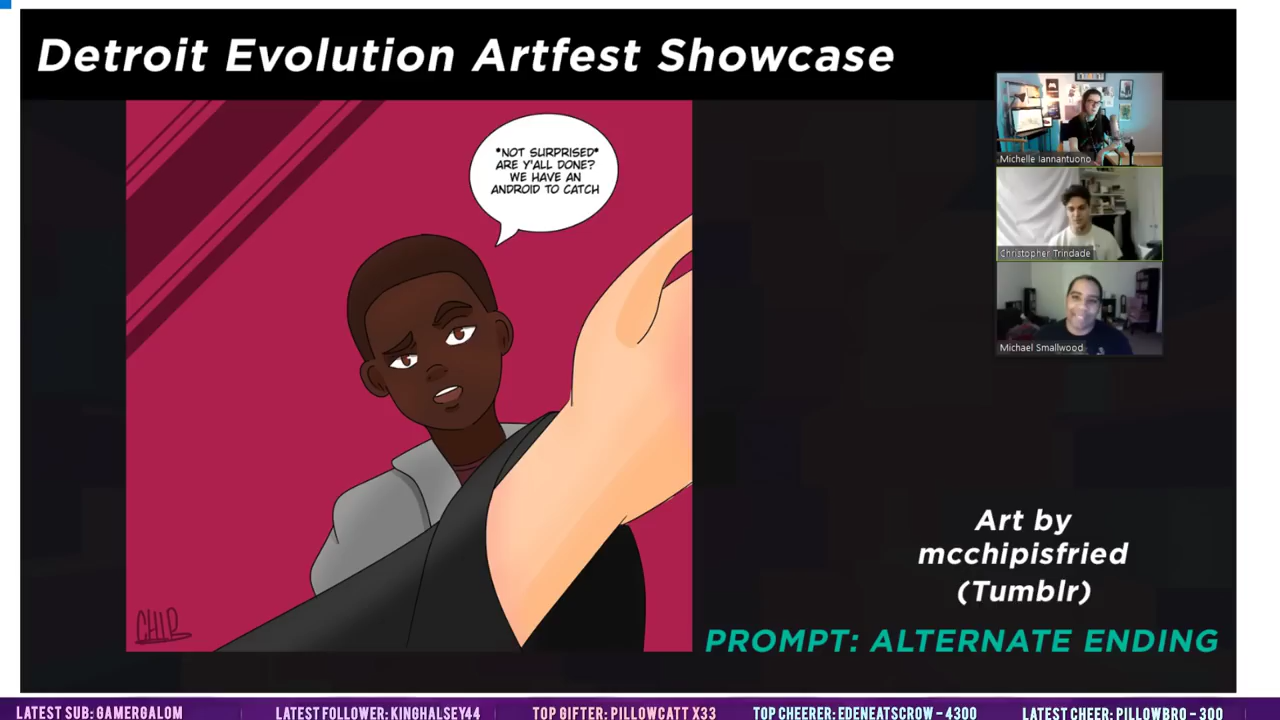 Detroit Evolution Artfest Showcase
*NOT SURPRISED*
ARE Y'ALL DONE?
WE HAVE AN
ANDROID TO CATCH
Michelle Iannantuono
Christopher Trindade
Michael Smallwood
CHIP
Art by
mcchipisfried
(Tumblr)
PROMPT: ALTERNATE ENDING
LATEST SUB: GAMERGALOM
LATEST FOLLOWER: KINGHALSEY44
TOP GIFTER: PILLOWCATT X33
TOP CHEERER: EDENEATSCROW - 4300
LATEST CHEER: PILLOWBRO - 300